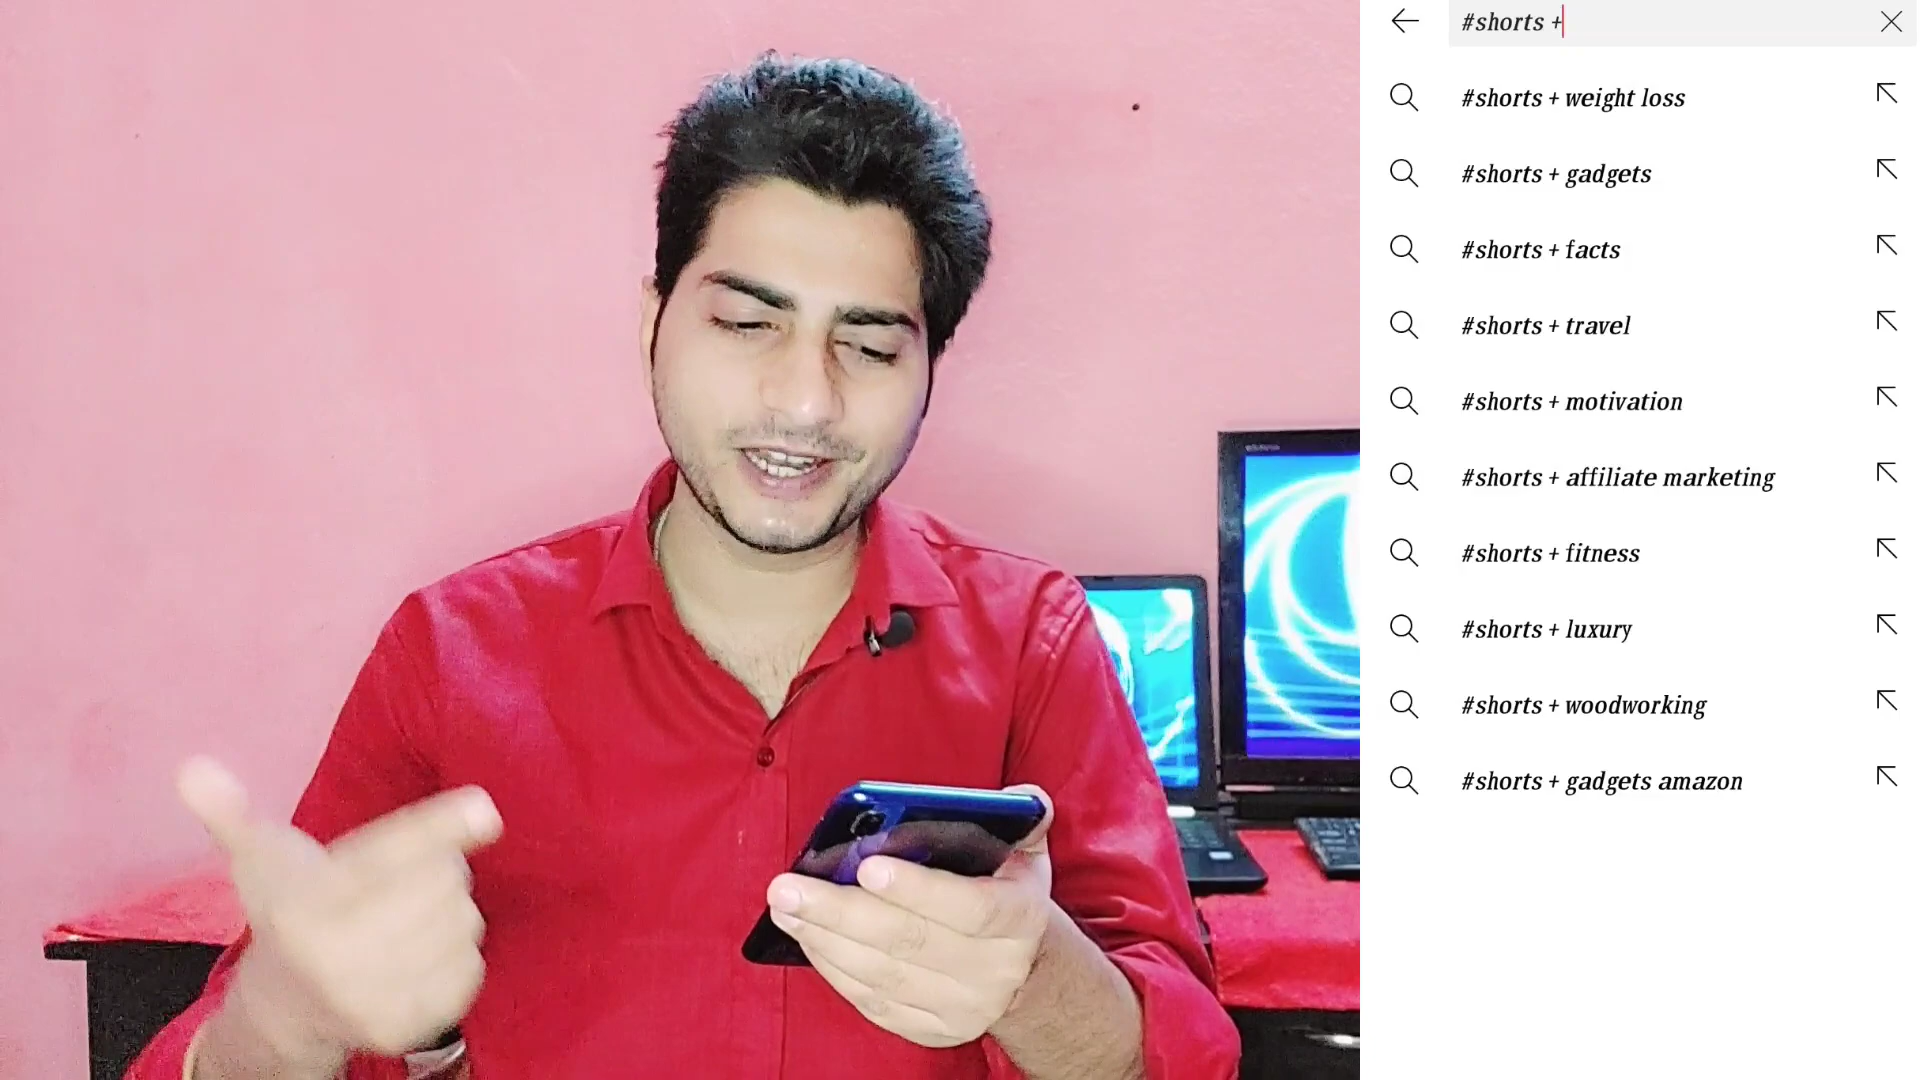 #shorts +
#shorts + weight loss
#shorts + gadgets
#shorts + facts
#shorts + travel
#shorts + motivation
#shorts + affiliate marketing
#shorts + fitness
#shorts + luxury
#shorts + woodworking
#shorts + gadgets amazon